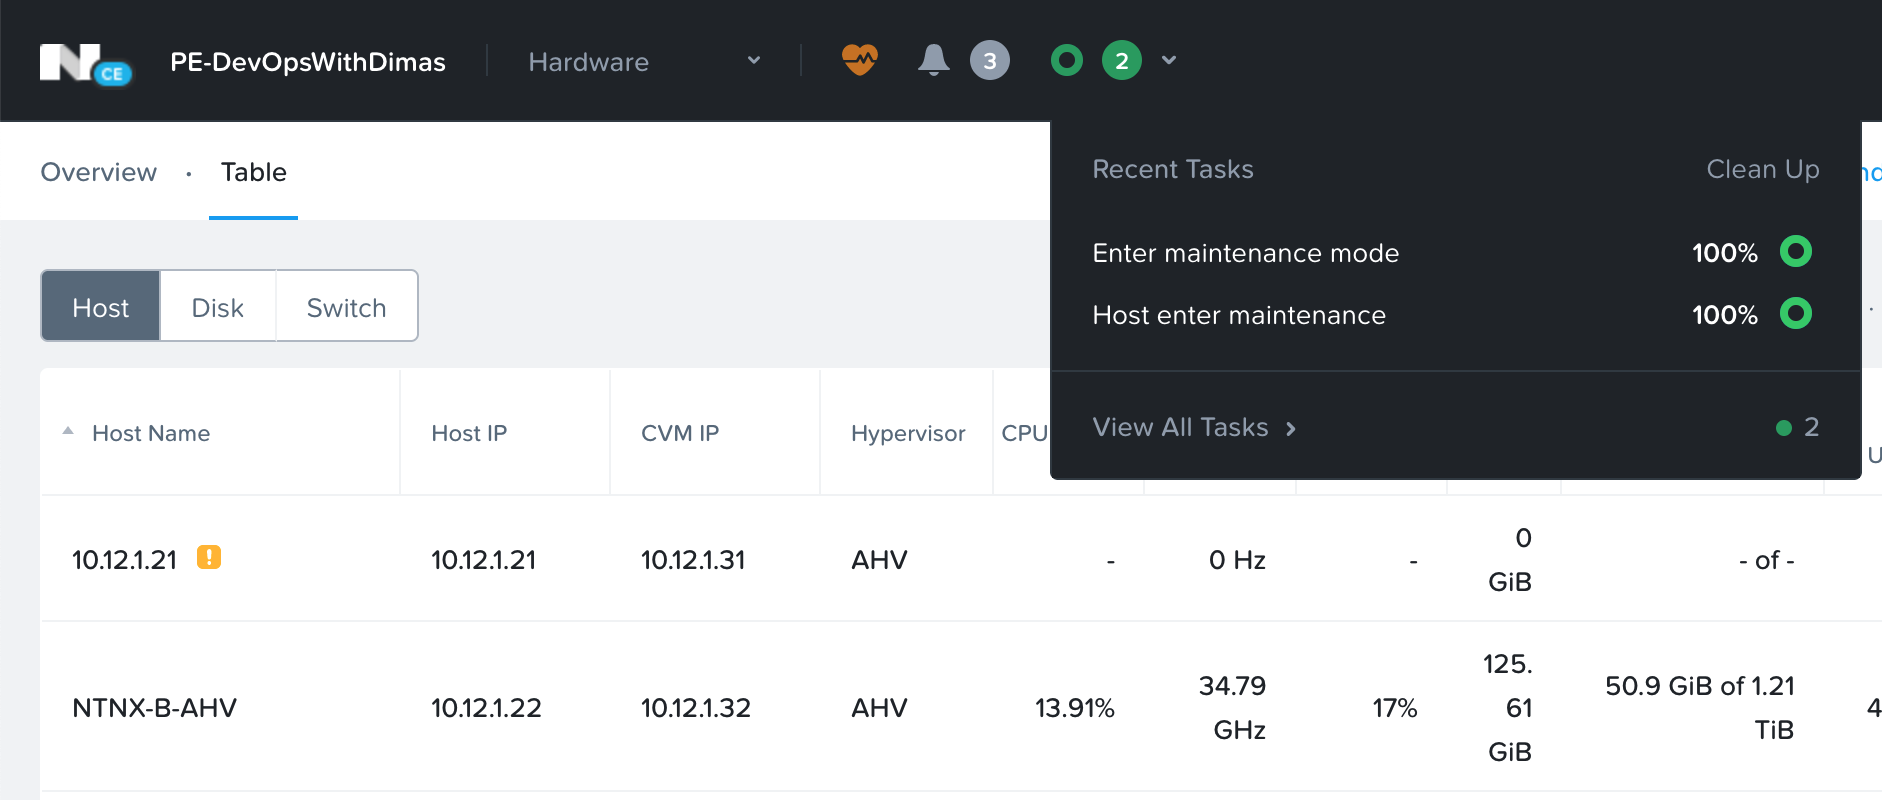 N CE PE-DevOpsWithDimas Hardware 3 2
Overview · Table
Recent Tasks Clean Up
Enter maintenance mode 100%
Host enter maintenance 100%
View All Tasks > 2
Host Disk Switch
Host Name Host IP CVM IP Hypervisor CPU
10.12.1.21 ! 10.12.1.21 10.12.1.31 AHV - 0 Hz - 0 GiB - of -
NTNX-B-AHV 10.12.1.22 10.12.1.32 AHV 13.91% 34.79 GHz 17% 125.61 GiB 50.9 GiB of 1.21 TiB 4